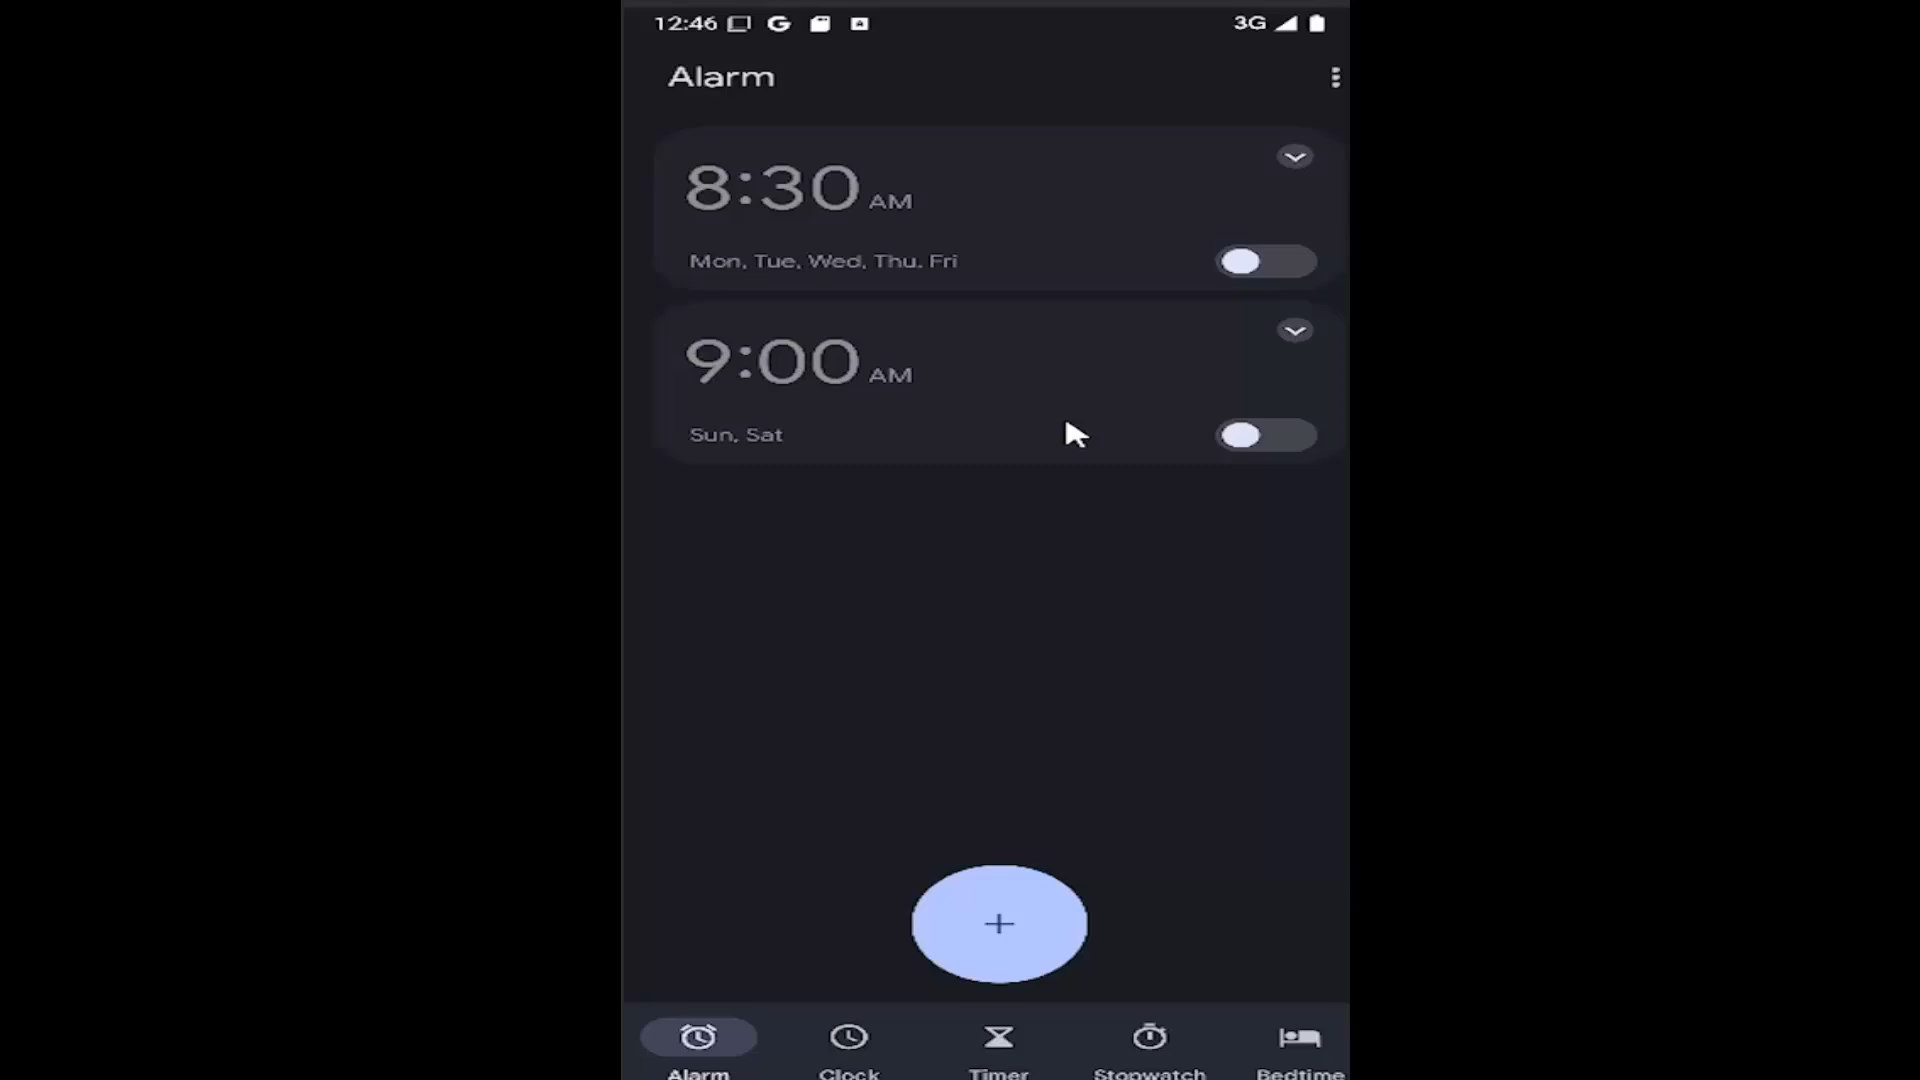 12:46 G A 3G
Alarm
8:30 AM
Mon, Tue, Wed, Thu, Fri
9:00 AM
Sun, Sat
+
Alarm Clock Timer Stopwatch Bedtime